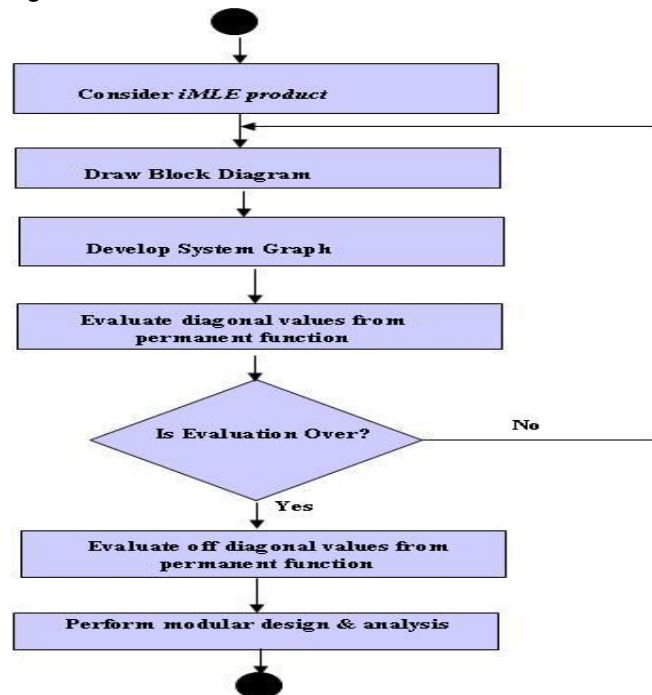 Consider iMLE product
Draw Block Diagram
Develop System Graph
Evaluate diagonal values from
permanent function
Is Evaluation Over?
No
Yes
Evaluate off diagonal values from
permanent function
Perform modular design & analysis